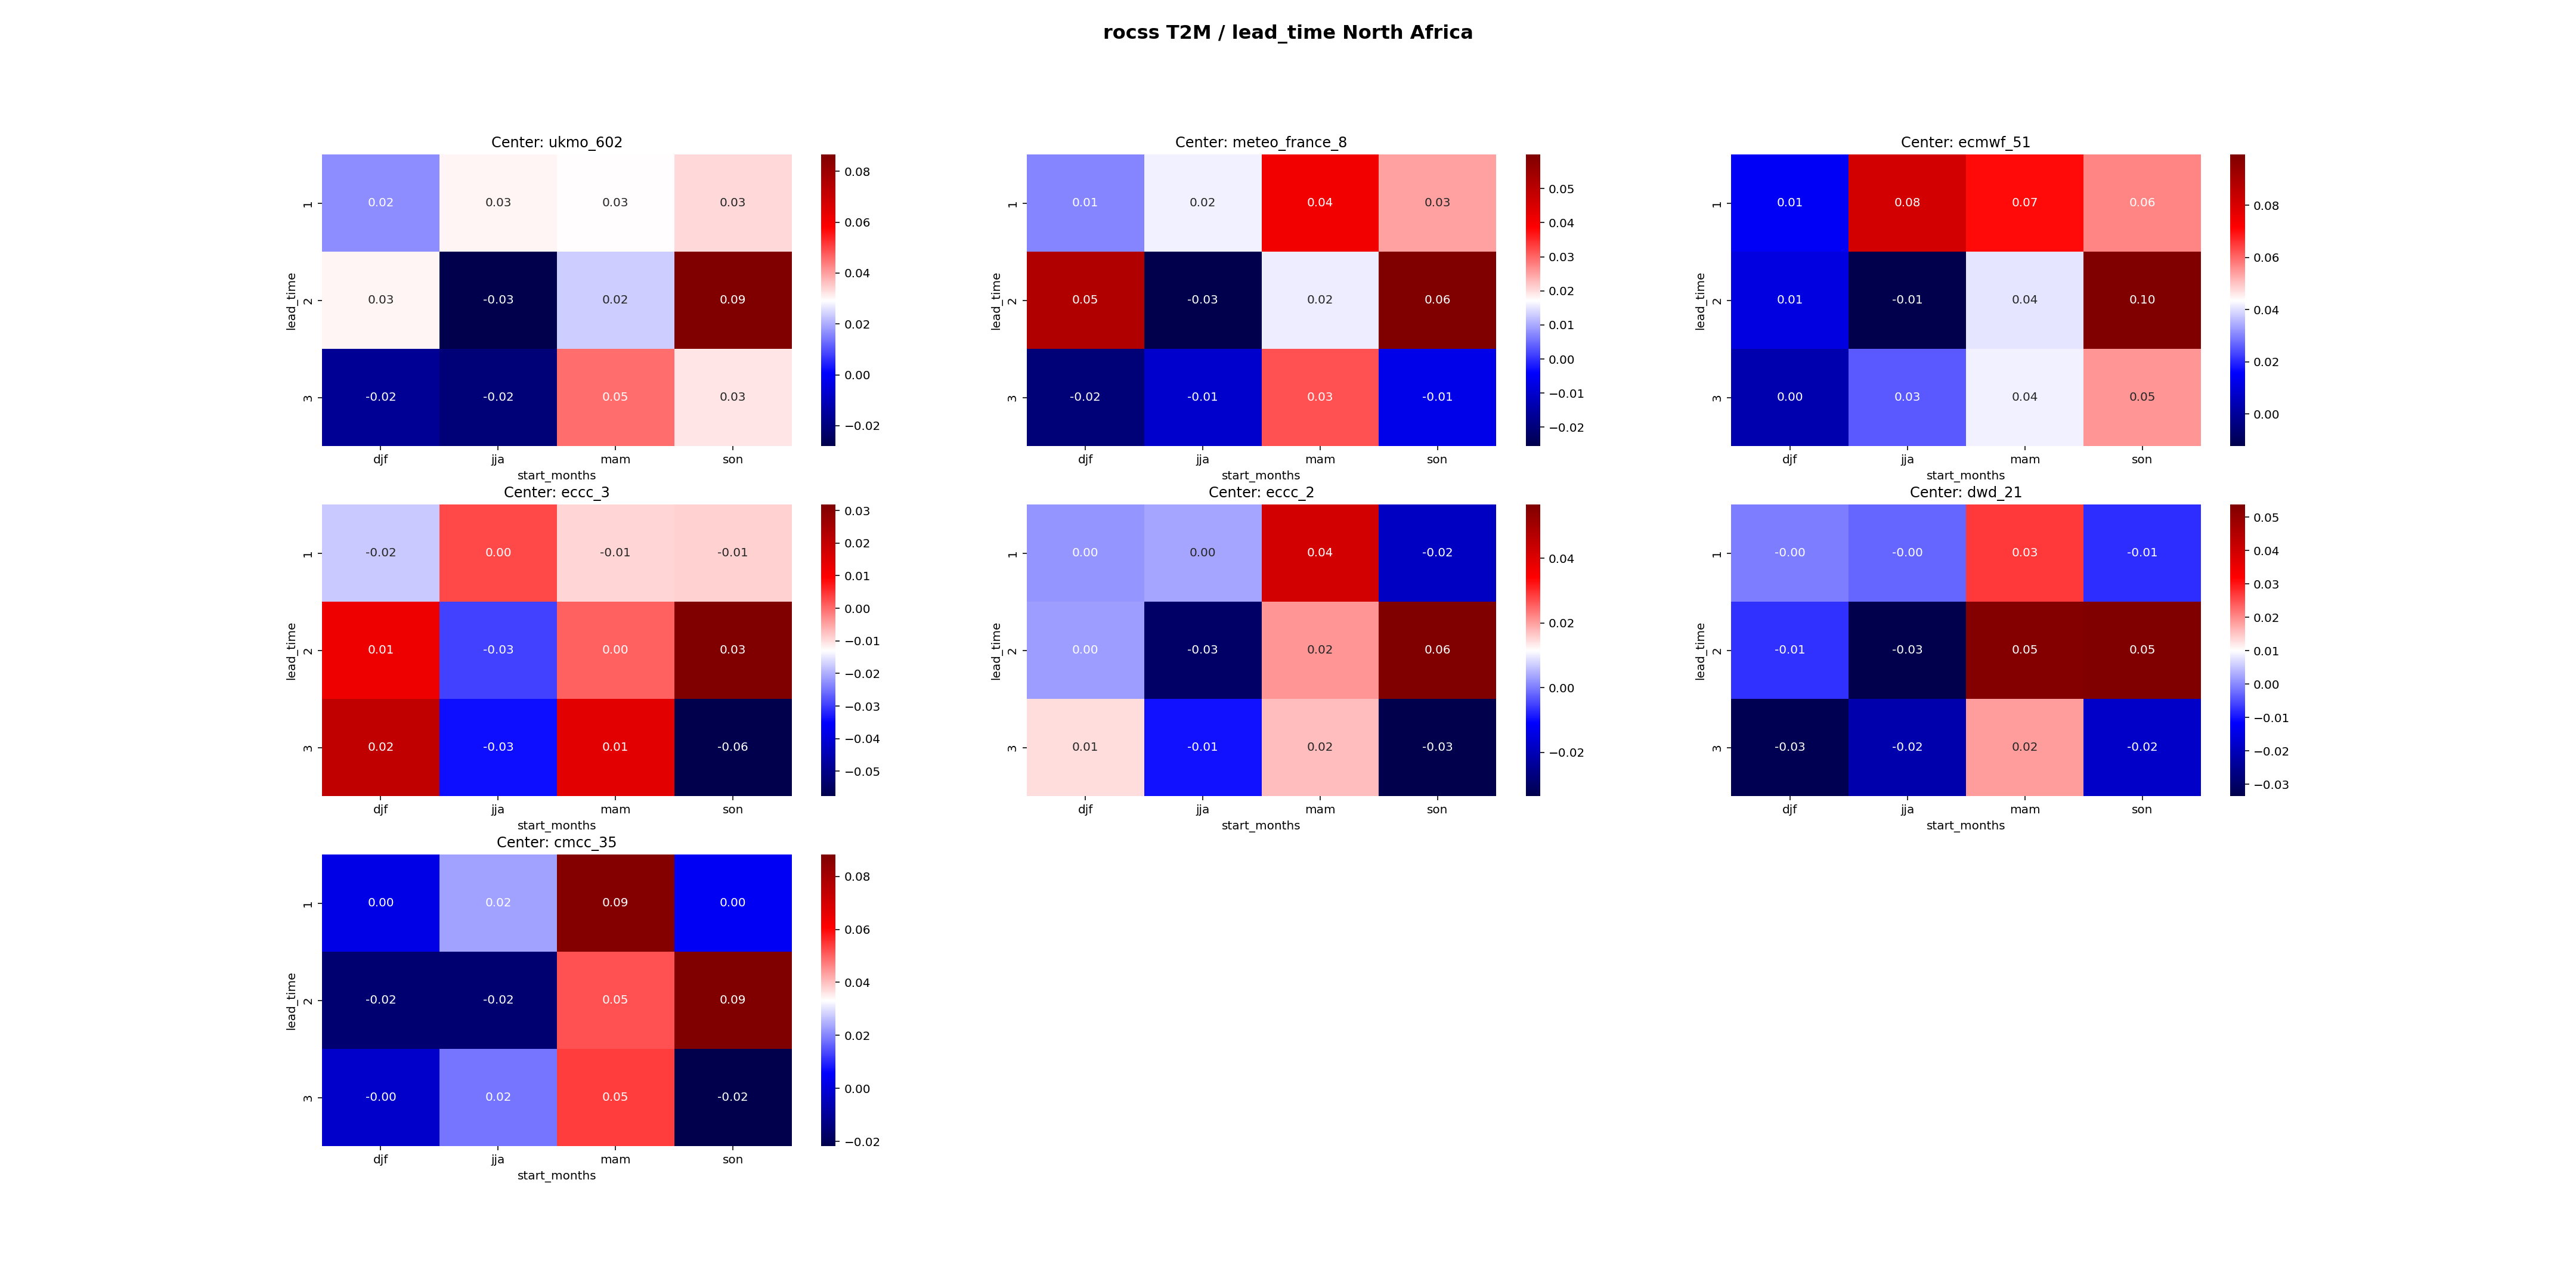 rocss T2M / lead_time North Africa
Center: ukmo_602
lead_time
1
0.02 0.03 0.03 0.03
2
0.03 -0.03 0.02 0.09
3
-0.02 -0.02 0.05 0.03
djf jja mam son
start_months
0.08
0.06
0.04
0.02
0.00
−0.02
Center: meteo_france_8
lead_time
1
0.01 0.02 0.04 0.03
2
0.05 -0.03 0.02 0.06
3
-0.02 -0.01 0.03 -0.01
djf jja mam son
start_months
0.05
0.04
0.03
0.02
0.01
0.00
−0.01
−0.02
Center: ecmwf_51
lead_time
1
0.01 0.08 0.07 0.06
2
0.01 -0.01 0.04 0.10
3
0.00 0.03 0.04 0.05
djf jja mam son
start_months
0.08
0.06
0.04
0.02
0.00
Center: eccc_3
lead_time
1
-0.02 0.00 -0.01 -0.01
2
0.01 -0.03 0.00 0.03
3
0.02 -0.03 0.01 -0.06
djf jja mam son
start_months
0.03
0.02
0.01
0.00
−0.01
−0.02
−0.03
−0.04
−0.05
Center: eccc_2
lead_time
1
0.00 0.00 0.04 -0.02
2
0.00 -0.03 0.02 0.06
3
0.01 -0.01 0.02 -0.03
djf jja mam son
start_months
0.04
0.02
0.00
−0.02
Center: dwd_21
lead_time
1
-0.00 -0.00 0.03 -0.01
2
-0.01 -0.03 0.05 0.05
3
-0.03 -0.02 0.02 -0.02
djf jja mam son
start_months
0.05
0.04
0.03
0.02
0.01
0.00
−0.01
−0.02
−0.03
Center: cmcc_35
lead_time
1
0.00 0.02 0.09 0.00
2
-0.02 -0.02 0.05 0.09
3
-0.00 0.02 0.05 -0.02
djf jja mam son
start_months
0.08
0.06
0.04
0.02
0.00
−0.02